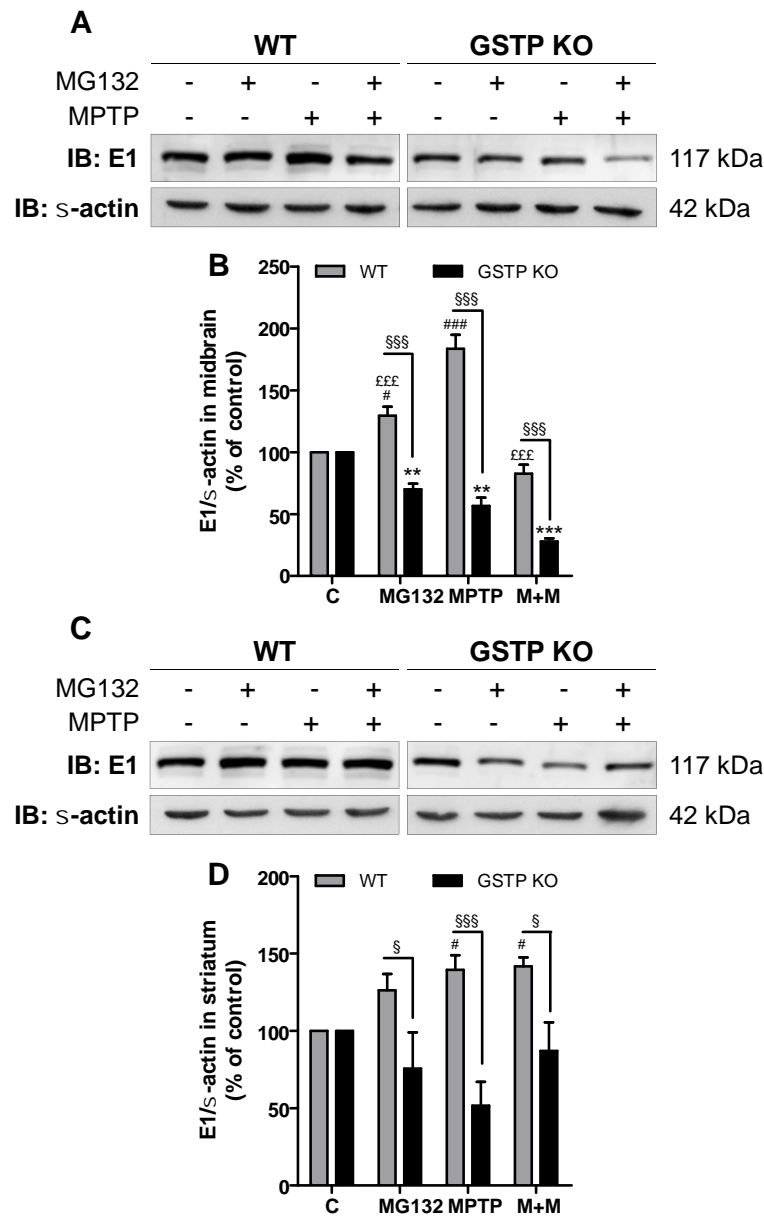 A
WT GSTP KO
MG132 - + - + - + - +
MPTP - - + + - - + +
IB: E1 117 kDa
IB: s-actin 42 kDa
B
WT GSTP KO
E1/s-actin in midbrain
(% of control)
250
200
150
100
50
0
§§§
§§§
###
§§§
£££
#
£££
**
**
***
C MG132 MPTP M+M
C
WT GSTP KO
MG132 - + - + - + - +
MPTP - - + + - - + +
IB: E1 117 kDa
IB: s-actin 42 kDa
D
WT GSTP KO
E1/s-actin in striatum
(% of control)
200
150
100
50
0
§§§
§
§
#
#
C MG132 MPTP M+M